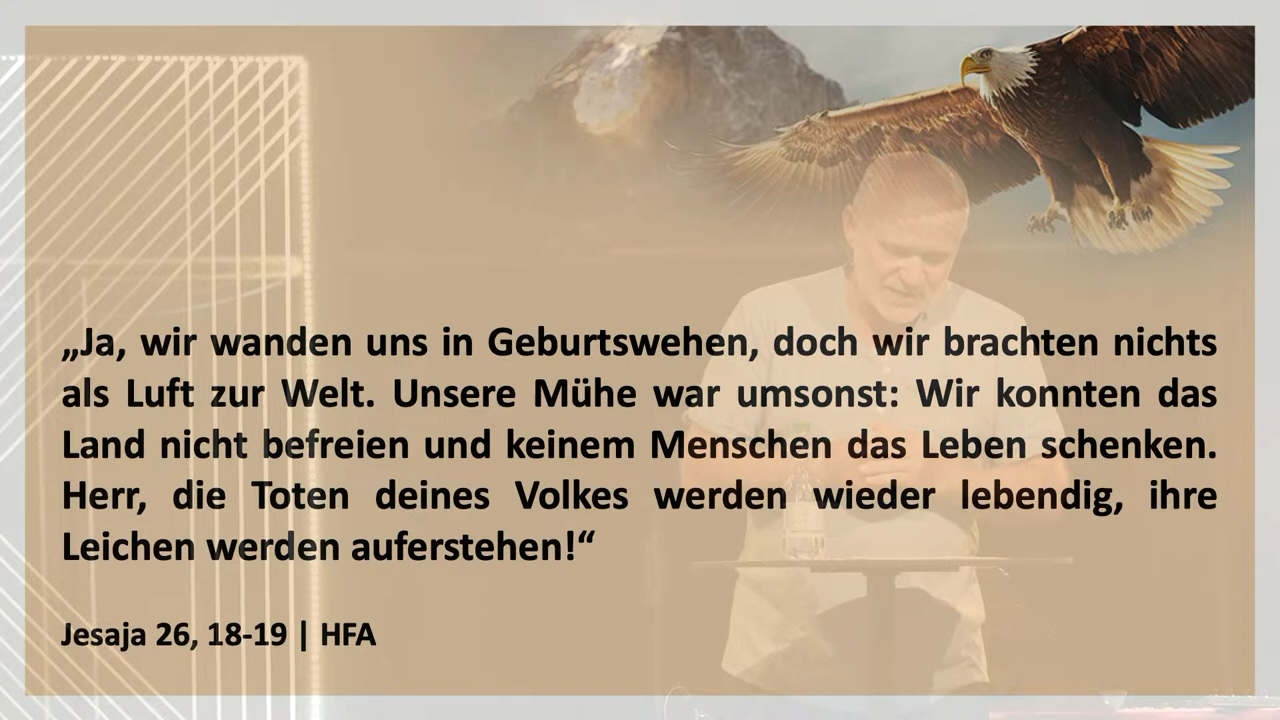 „Ja, wir wanden uns in Geburtswehen, doch wir brachten nichts
als Luft zur Welt. Unsere Mühe war umsonst: Wir konnten das
Land nicht befreien und keinem Menschen das Leben schenken.
Herr, die Toten deines Volkes werden wieder lebendig, ihre
Leichen werden auferstehen!“
Jesaja 26, 18-19 | HFA